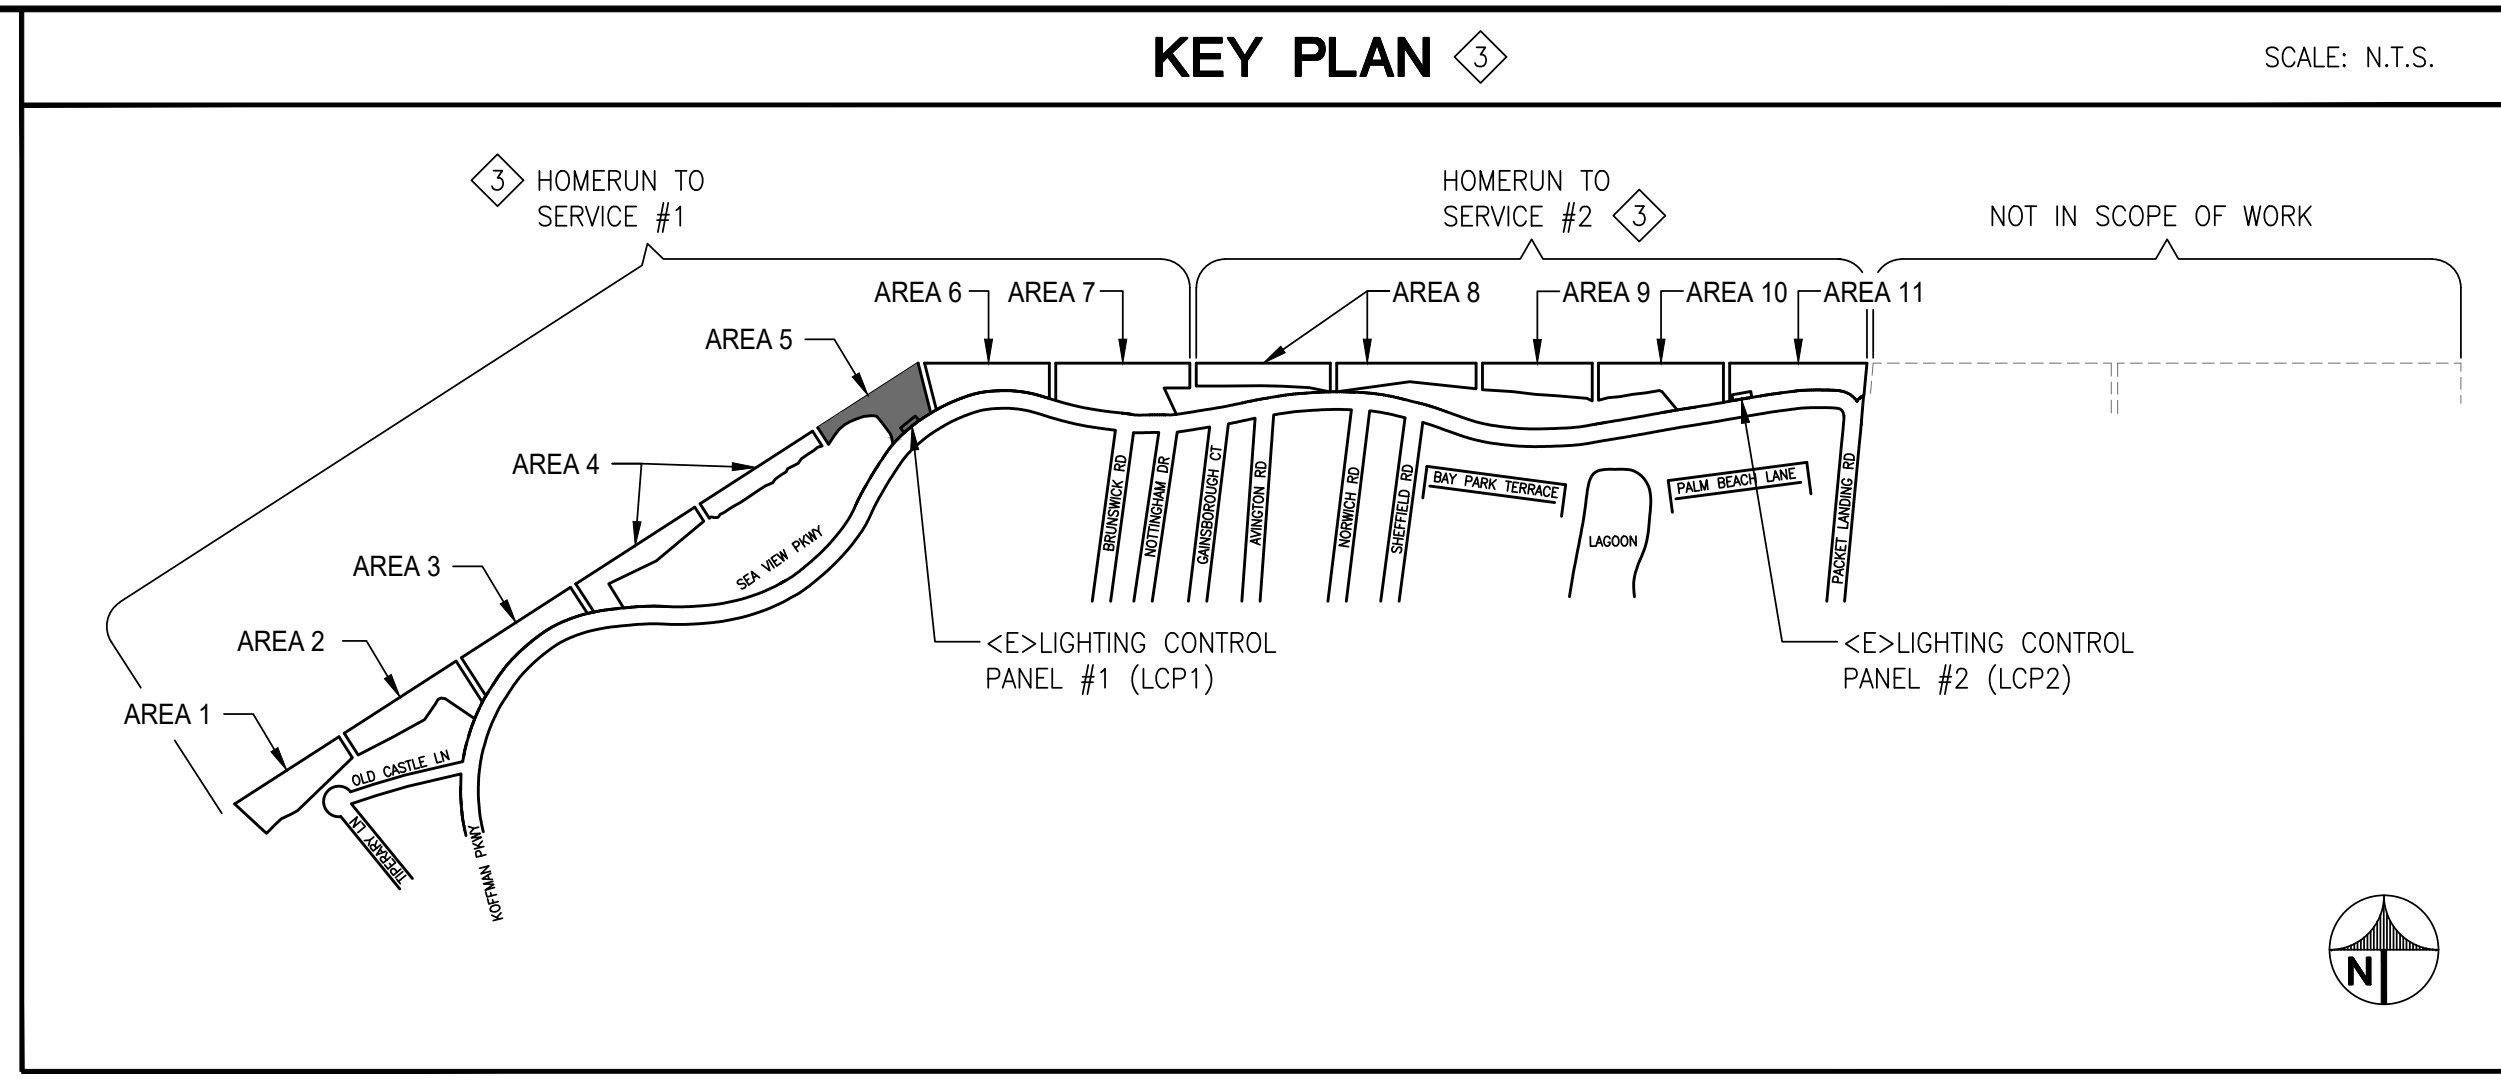 KEY PLAN 3
SCALE: N.T.S.
3 HOMERUN TO
SERVICE #1
HOMERUN TO
SERVICE #2 3
NOT IN SCOPE OF WORK
AREA 6
AREA 7
AREA 8
AREA 9
AREA 10
AREA 11
AREA 5
AREA 4
AREA 3
AREA 2
AREA 1
SEA VIEW PKWY
BRUNSWICK RD
NOTTINGHAM DR
GAINSBOROUGH CT
AVINGTON RD
NORWICH RD
SHEFFIELD RD
BAY PARK TERRACE
LAGOON
PALM BEACH LANE
PACKET LANDING RD
<E>LIGHTING CONTROL
PANEL #1 (LCP1)
<E>LIGHTING CONTROL
PANEL #2 (LCP2)
OLD CASTLE LN
TIPERARY LN
KOFFMAN PKWY
N